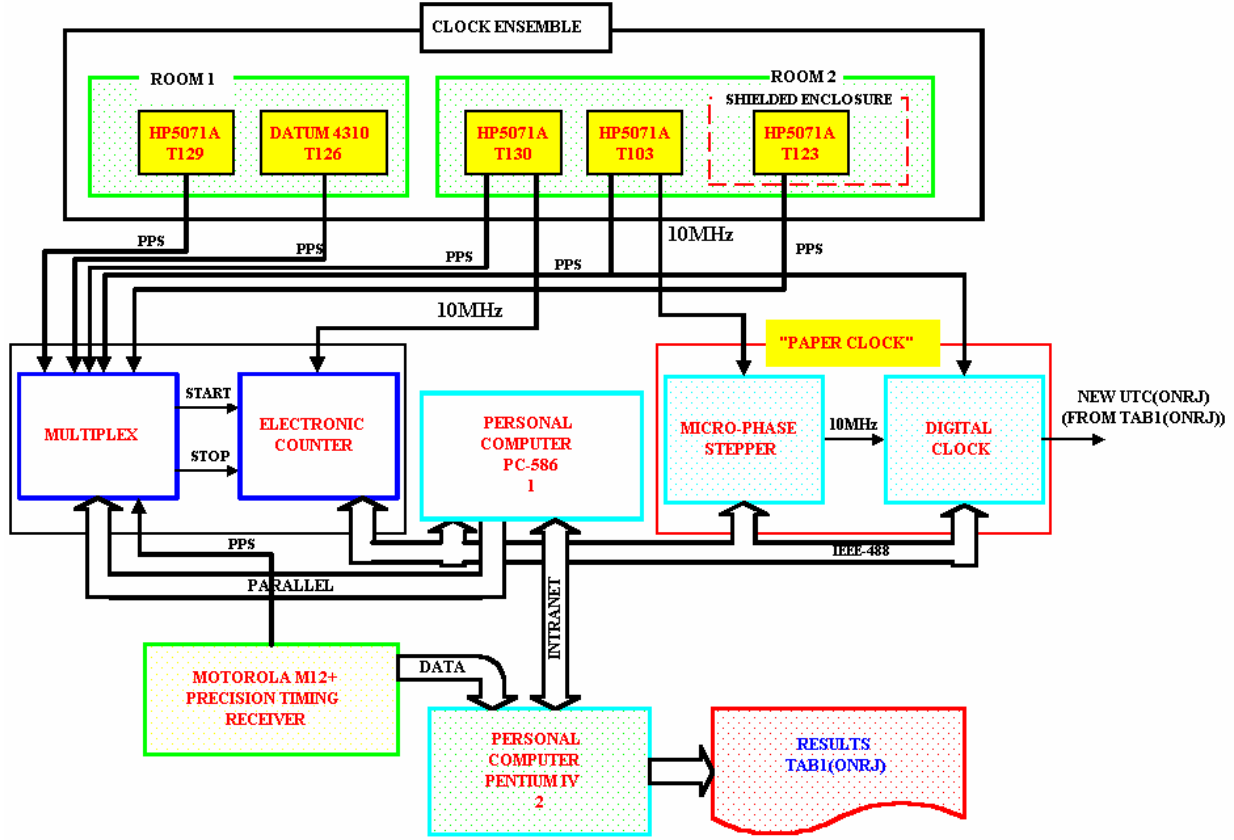 CLOCK ENSEMBLE
ROOM 1
ROOM 2
SHIELDED ENCLOSURE
HP5071A
T129
DATUM 4310
T126
HP5071A
T130
HP5071A
T103
HP5071A
T123
PPS
PPS
PPS
PPS
10MHz
PPS
10MHz
"PAPER CLOCK"
MULTIPLEX
START
STOP
ELECTRONIC
COUNTER
PERSONAL
COMPUTER
PC-586
1
MICRO-PHASE
STEPPER
10MHz
DIGITAL
CLOCK
NEW UTC(ONRJ)
(FROM TAB1(ONRJ))
PPS
IEEE-488
PARALLEL
INTRANET
MOTOROLA M12+
PRECISION TIMING
RECEIVER
DATA
PERSONAL
COMPUTER
PENTIUM IV
2
RESULTS
TAB1(ONRJ)